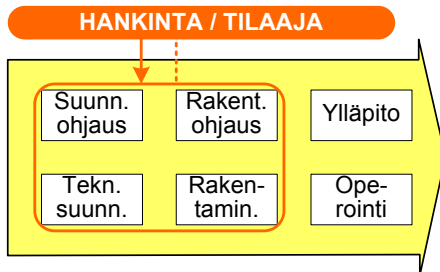 HANKINTA / TILAAJA
Suunn.
ohjaus
Rakent.
ohjaus
Ylläpito
Tekn.
suunn.
Raken-
tamin.
Ope-
rointi